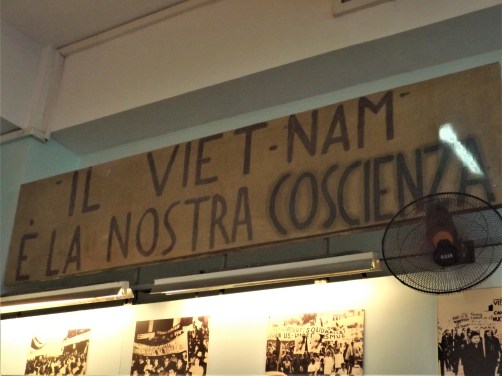 "IL VIET-NAM"
È LA NOSTRA COSCIENZA